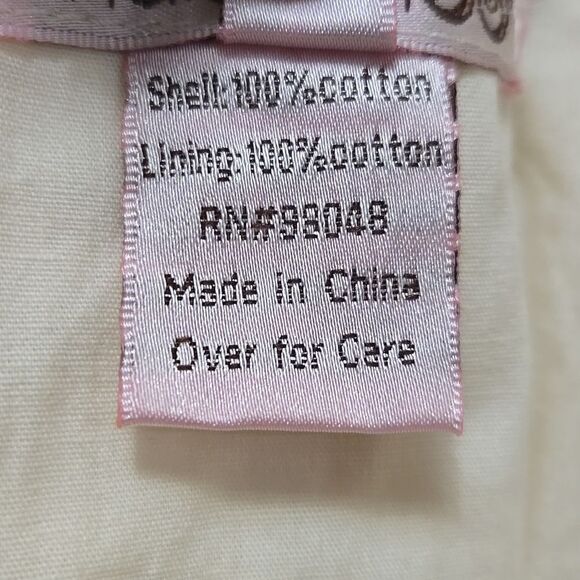 Shell:100%cotton
Lining:100%cotton
RN#98048
Made in China
Over for Care